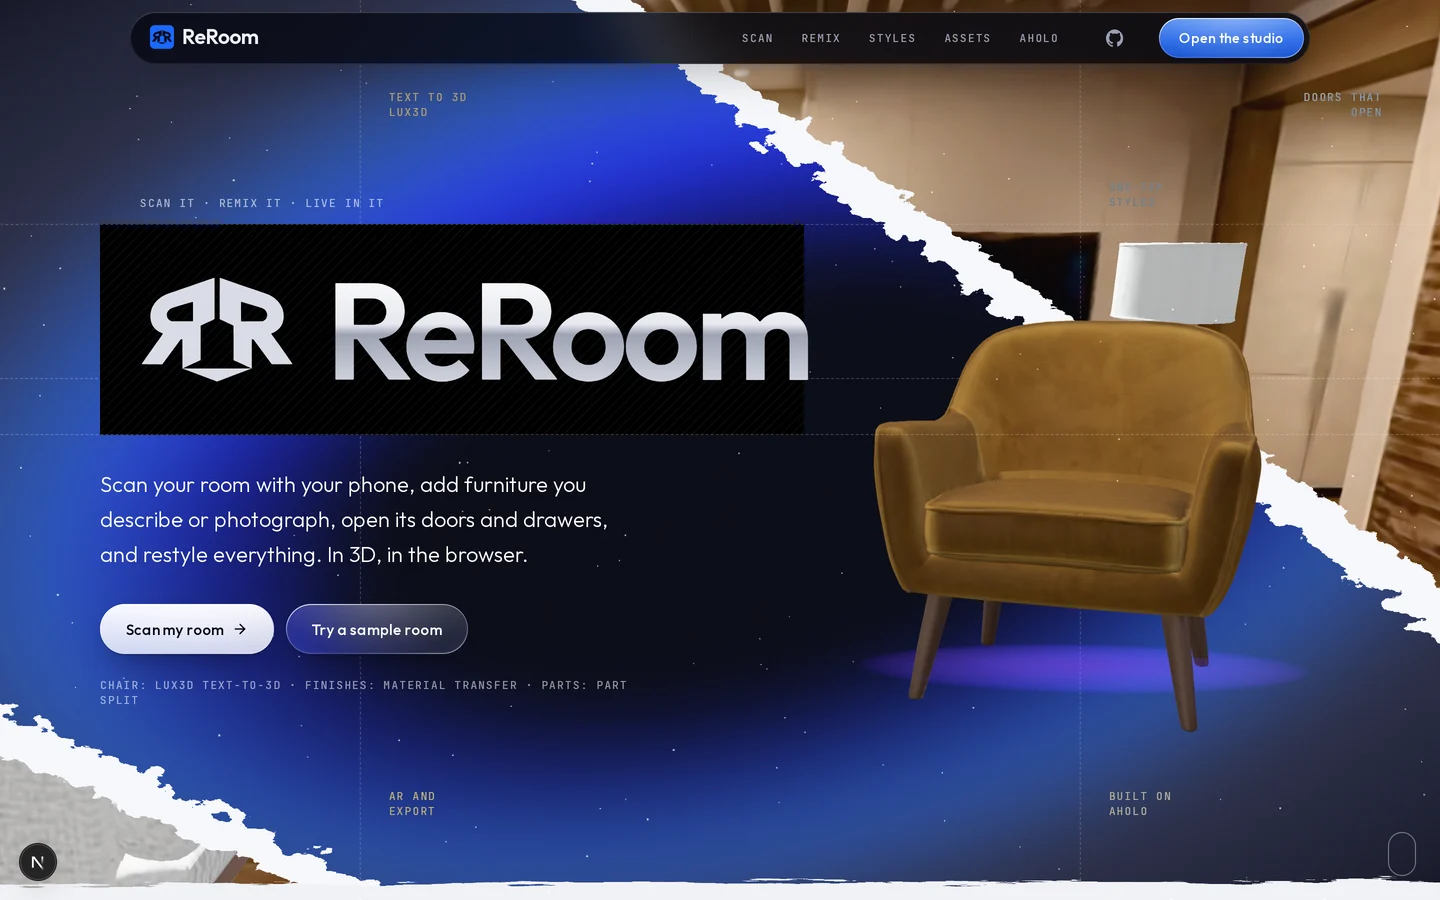 ReRoom
SCAN REMIX STYLES ASSETS AHOLO
Open the studio
TEXT TO 3D
LUX3D
DOORS THAT
OPEN
STYLES
SCAN IT · REMIX IT · LIVE IN IT
ReRoom
Scan your room with your phone, add furniture you
describe or photograph, open its doors and drawers,
and restyle everything. In 3D, in the browser.
Scan my room →
Try a sample room
CHAIR: LUX3D TEXT-TO-3D · FINISHES: MATERIAL TRANSFER · PARTS: PART
SPLIT
AR AND
EXPORT
BUILT ON
AHOLO
N